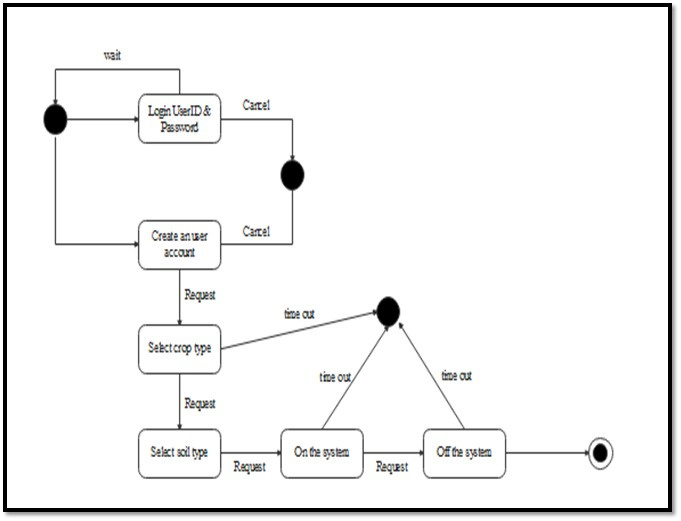 wait
Login UserID &
Password
Cancel
Create an user
account
Cancel
Request
Select crop type
time out
Request
time out
time out
Select soil type
Request
On the system
Request
Off the system